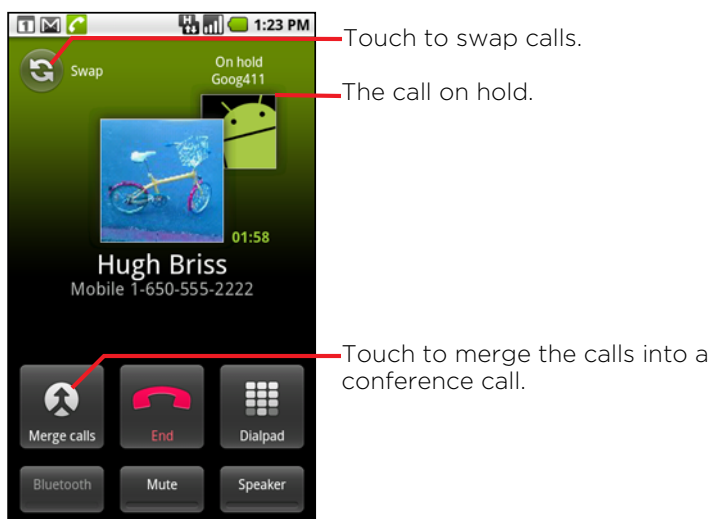 1:23 PM
Touch to swap calls.
Swap
On hold
Goog411
The call on hold.
01:58
Hugh Briss
Mobile 1-650-555-2222
Touch to merge the calls into a
conference call.
Merge calls
End
Dialpad
Bluetooth
Mute
Speaker